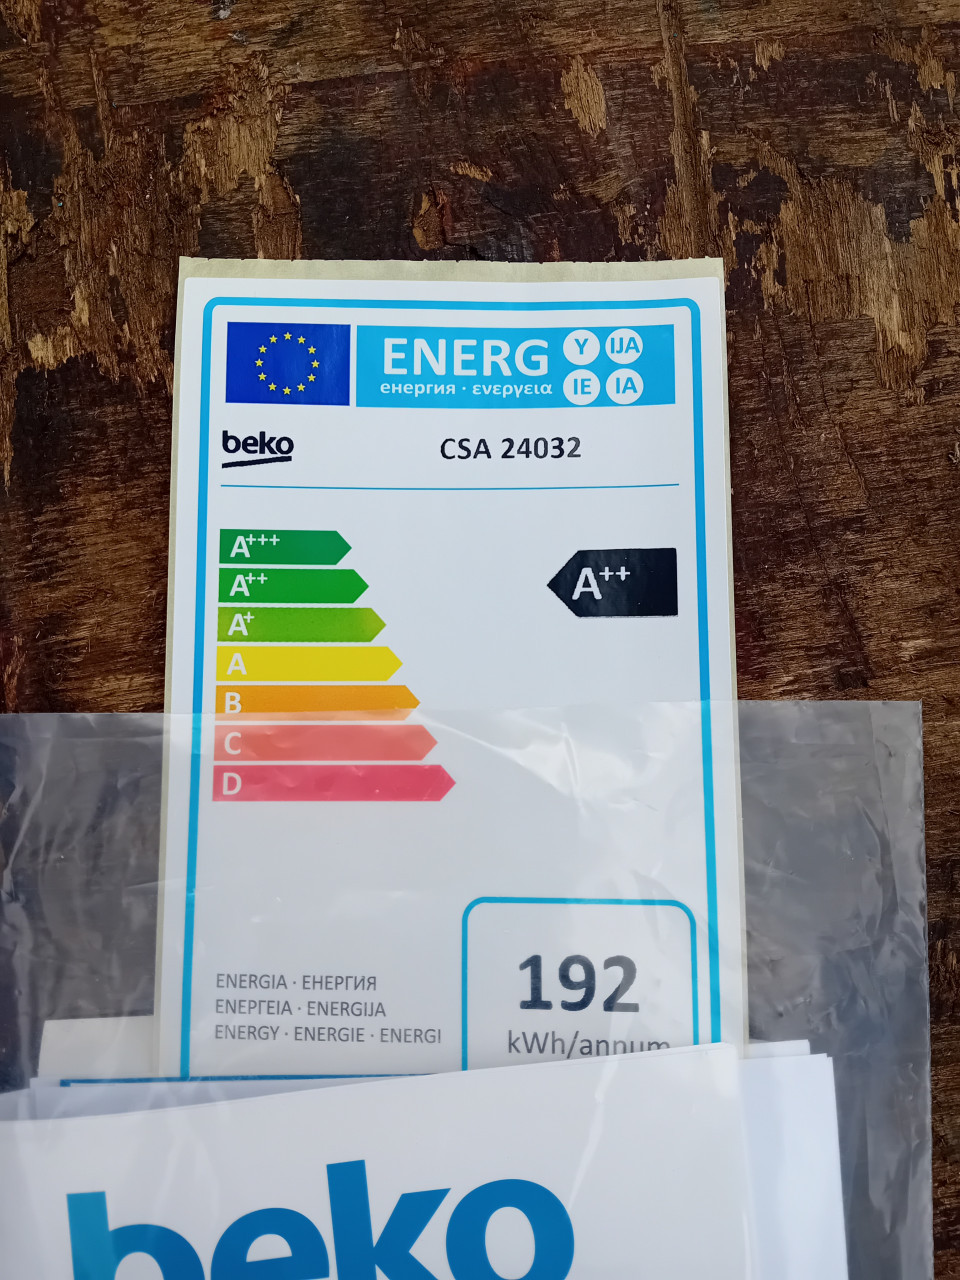 ENERG Y IJA
енергия · ενεργεια IE IA
beko
CSA 24032
A+++
A++
A++
A+
A
B
C
D
ENERGIA · ЕНЕРГИЯ
ΕΝΕΡΓΕΙΑ · ENERGIJA
ENERGY · ENERGIE · ENERGI
192
kWh/annum
beko